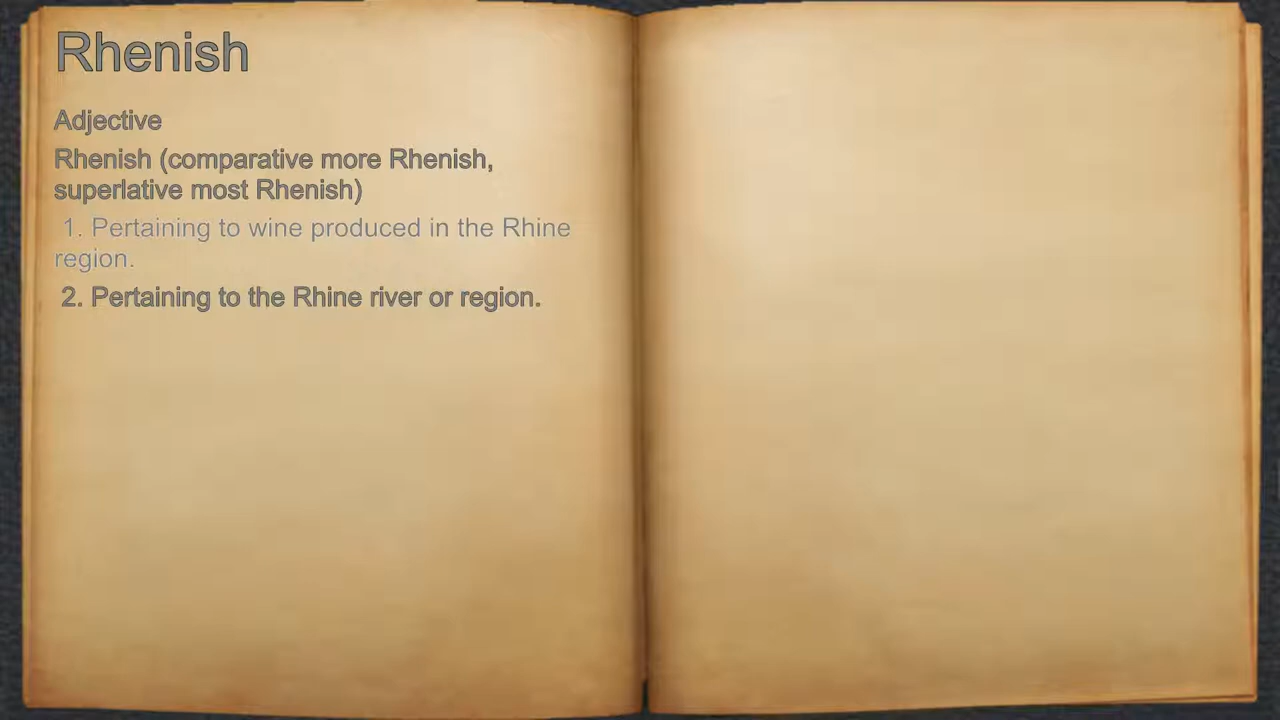 Rhenish
Adjective
Rhenish (comparative more Rhenish,
superlative most Rhenish)
1. Pertaining to wine produced in the Rhine
region.
2. Pertaining to the Rhine river or region.